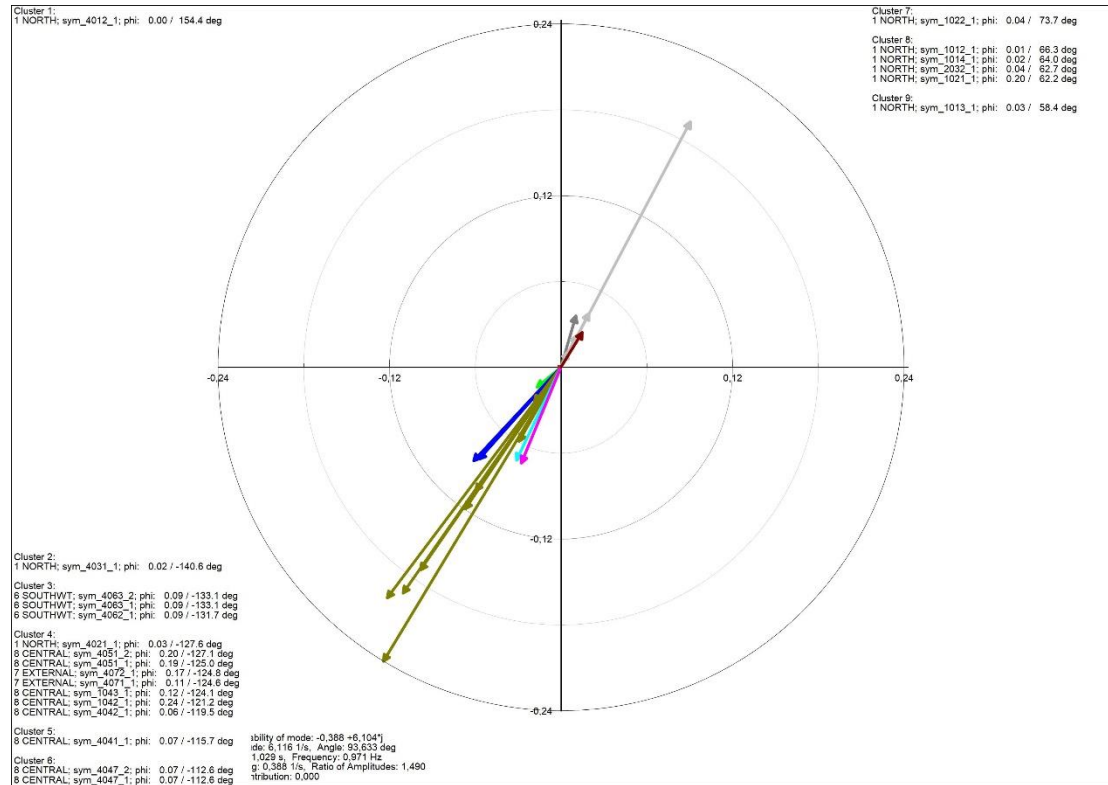 Cluster 1:
1 NORTH; sym_4012_1; phi: 0.00 / 154.4 deg
Cluster 7:
1 NORTH; sym_1022_1; phi: 0.04 / 73.7 deg
Cluster 8:
1 NORTH; sym_1012_1; phi: 0.01 / 66.3 deg
1 NORTH; sym_1014_1; phi: 0.02 / 64.0 deg
1 NORTH; sym_2032_1; phi: 0.04 / 62.7 deg
1 NORTH; sym_1021_1; phi: 0.20 / 62.2 deg
Cluster 9:
1 NORTH; sym_1013_1; phi: 0.03 / 58.4 deg
0,24
0,12
-0,24
-0,12
0,12
0,24
-0,12
-0,24
Cluster 2:
1 NORTH; sym_4031_1; phi: 0.02 / -140.6 deg
Cluster 3:
6 SOUTHWT; sym_4063_2; phi: 0.09 / -133.1 deg
6 SOUTHWT; sym_4063_1; phi: 0.09 / -133.1 deg
6 SOUTHWT; sym_4062_1; phi: 0.09 / -131.7 deg
Cluster 4:
1 NORTH; sym_4021_1; phi: 0.03 / -127.6 deg
8 CENTRAL; sym_4051_2; phi: 0.20 / -127.1 deg
8 CENTRAL; sym_4051_1; phi: 0.19 / -125.0 deg
7 EXTERNAL; sym_4072_1; phi: 0.17 / -124.8 deg
7 EXTERNAL; sym_4071_1; phi: 0.11 / -124.6 deg
8 CENTRAL; sym_1043_1; phi: 0.12 / -124.1 deg
8 CENTRAL; sym_1042_1; phi: 0.24 / -121.2 deg
8 CENTRAL; sym_4042_1; phi: 0.06 / -119.5 deg
Cluster 5:
8 CENTRAL; sym_4041_1; phi: 0.07 / -115.7 deg
Cluster 6:
8 CENTRAL; sym_4047_2; phi: 0.07 / -112.6 deg
8 CENTRAL; sym_4047_1; phi: 0.07 / -112.6 deg
ability of mode: -0,388 +6,104*j
de: 6,116 1/s, Angle: 93,633 deg
1,029 s, Frequency: 0,971 Hz
g: 0,388 1/s, Ratio of Amplitudes: 1,490
ntribution: 0,000